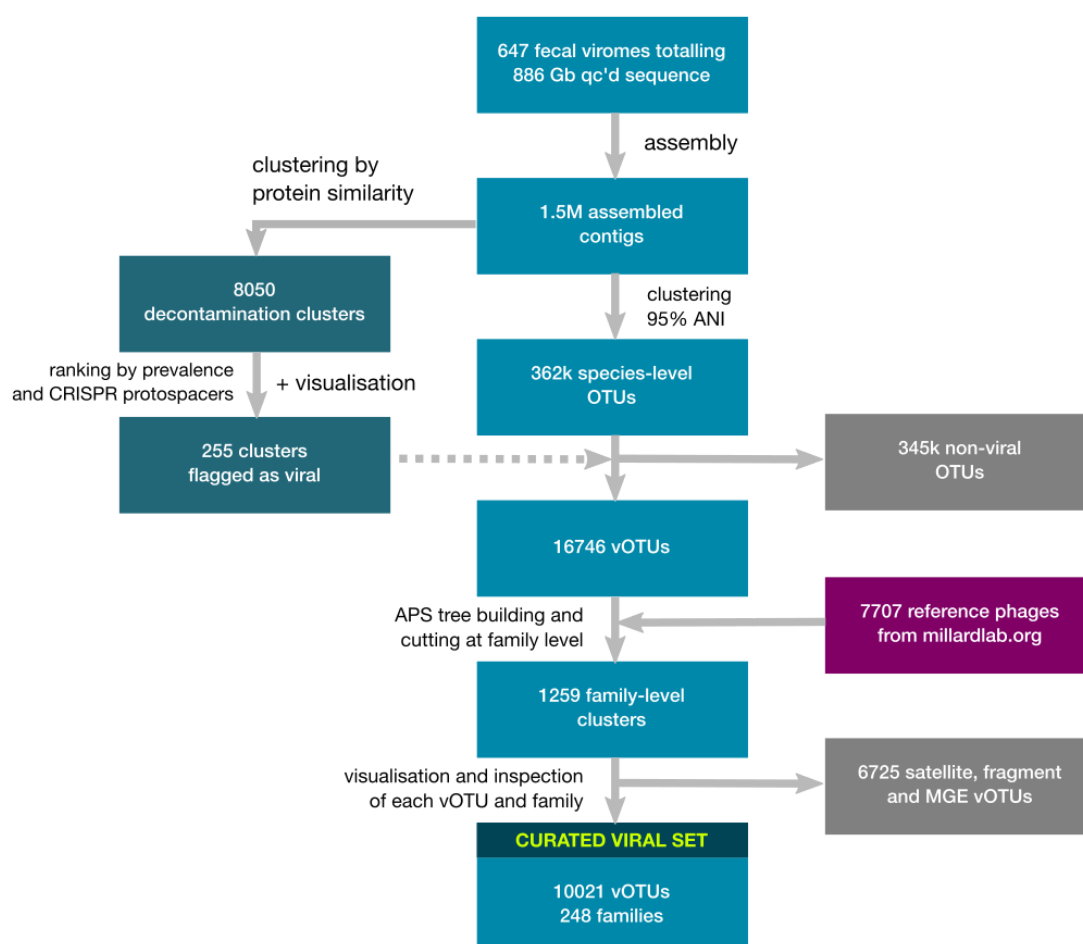 647 fecal viromes totalling
886 Gb qc'd sequence
assembly
clustering by
protein similarity
1.5M assembled
contigs
8050
decontamination clusters
clustering
95% ANI
ranking by prevalence
and CRISPR protospacers
+ visualisation
362k species-level
OTUs
255 clusters
flagged as viral
345k non-viral
OTUs
16746 vOTUs
APS tree building and
cutting at family level
7707 reference phages
from millardlab.org
1259 family-level
clusters
visualisation and inspection
of each vOTU and family
6725 satellite, fragment
and MGE vOTUs
CURATED VIRAL SET
10021 vOTUs
248 families